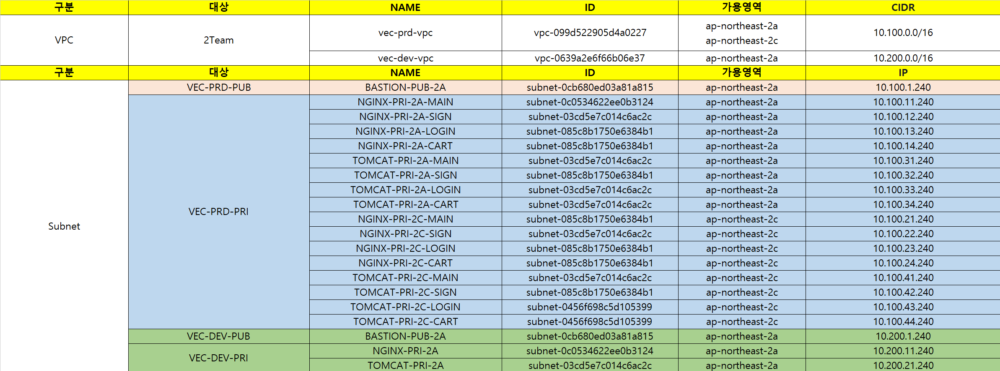 구분 대상 NAME ID 가용영역 CIDR
VPC 2Team vec-prd-vpc vpc-099d522905d4a0227 ap-northeast-2a 10.100.0.0/16
ap-northeast-2c
vec-dev-vpc vpc-0639a2e6f66b06e37 ap-northeast-2a 10.200.0.0/16
구분 대상 NAME ID 가용영역 IP
Subnet VEC-PRD-PUB BASTION-PUB-2A subnet-0cb680ed03a81a815 ap-northeast-2a 10.100.1.240
VEC-PRD-PRI NGINX-PRI-2A-MAIN subnet-0c0534622ee0b3124 ap-northeast-2a 10.100.11.240
NGINX-PRI-2A-SIGN subnet-03cd5e7c014c6ac2c ap-northeast-2a 10.100.12.240
NGINX-PRI-2A-LOGIN subnet-085c8b1750e6384b1 ap-northeast-2a 10.100.13.240
NGINX-PRI-2A-CART subnet-085c8b1750e6384b1 ap-northeast-2a 10.100.14.240
TOMCAT-PRI-2A-MAIN subnet-03cd5e7c014c6ac2c ap-northeast-2a 10.100.31.240
TOMCAT-PRI-2A-SIGN subnet-085c8b1750e6384b1 ap-northeast-2a 10.100.32.240
TOMCAT-PRI-2A-LOGIN subnet-03cd5e7c014c6ac2c ap-northeast-2a 10.100.33.240
TOMCAT-PRI-2A-CART subnet-03cd5e7c014c6ac2c ap-northeast-2a 10.100.34.240
NGINX-PRI-2C-MAIN subnet-085c8b1750e6384b1 ap-northeast-2c 10.100.21.240
NGINX-PRI-2C-SIGN subnet-03cd5e7c014c6ac2c ap-northeast-2c 10.100.22.240
NGINX-PRI-2C-LOGIN subnet-085c8b1750e6384b1 ap-northeast-2c 10.100.23.240
NGINX-PRI-2C-CART subnet-085c8b1750e6384b1 ap-northeast-2c 10.100.24.240
TOMCAT-PRI-2C-MAIN subnet-03cd5e7c014c6ac2c ap-northeast-2c 10.100.41.240
TOMCAT-PRI-2C-SIGN subnet-085c8b1750e6384b1 ap-northeast-2c 10.100.42.240
TOMCAT-PRI-2C-LOGIN subnet-0456f698c5d105399 ap-northeast-2c 10.100.43.240
TOMCAT-PRI-2C-CART subnet-0456f698c5d105399 ap-northeast-2c 10.100.44.240
VEC-DEV-PUB BASTION-PUB-2A subnet-0cb680ed03a81a815 ap-northeast-2a 10.200.1.240
VEC-DEV-PRI NGINX-PRI-2A subnet-0c0534622ee0b3124 ap-northeast-2a 10.200.11.240
TOMCAT-PRI-2A subnet-03cd5e7c014c6ac2c ap-northeast-2a 10.200.21.240